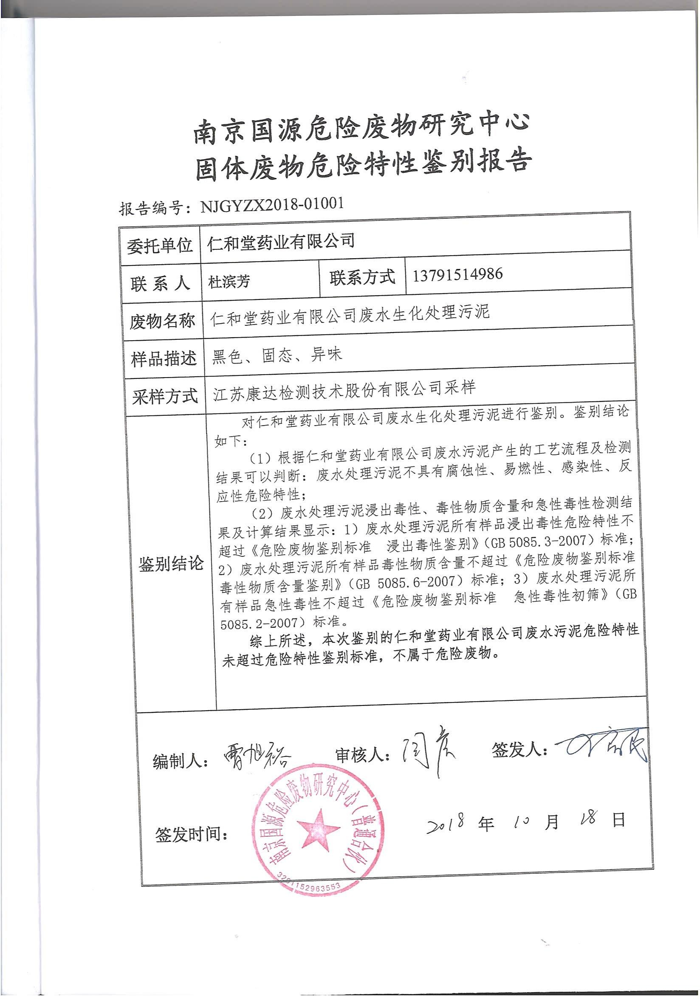 南京国源危险废物研究中心
固体废物危险特性鉴别报告
报告编号：NJGYZX2018-01001
委托单位 仁和堂药业有限公司
联系人 杜滨芳 联系方式 13791514986
废物名称 仁和堂药业有限公司废水生化处理污泥
样品描述 黑色、固态、异味
采样方式 江苏康达检测技术股份有限公司采样
鉴别结论
对仁和堂药业有限公司废水生化处理污泥进行鉴别。鉴别结论
如下：
（1）根据仁和堂药业有限公司废水污泥产生的工艺流程及检测
结果可以判断：废水处理污泥不具有腐蚀性、易燃性、感染性、反
应性危险特性；
（2）废水处理污泥浸出毒性、毒性物质含量和急性毒性检测结
果及计算结果显示：1）废水处理污泥所有样品浸出毒性危险特性不
超过《危险废物鉴别标准 浸出毒性鉴别》（GB 5085.3-2007）标准；
2）废水处理污泥所有样品毒性物质含量不超过《危险废物鉴别标准
毒性物质含量鉴别》（GB 5085.6-2007）标准；3）废水处理污泥所
有样品急性毒性不超过《危险废物鉴别标准 急性毒性初筛》（GB
5085.2-2007）标准。
综上所述，本次鉴别的仁和堂药业有限公司废水污泥危险特性
未超过危险特性鉴别标准，不属于危险废物。
编制人： 审核人： 签发人：
签发时间： 2018 年 10 月 18 日
南京国源危险废物研究中心（普通合伙）
3201152963553